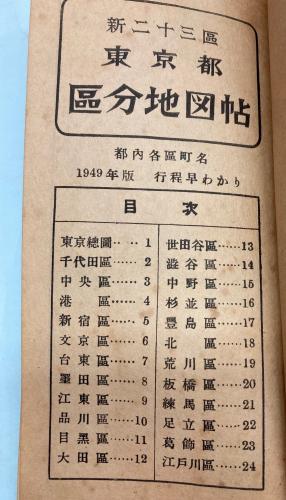 新二十三區
東京都
區分地図帖
都内各區町名
1949年版 行程早わかり
目 次
東京總圖‥‥1
千代田區……2
中央區……3
港區……4
新宿區……5
文京區……6
台東區……7
墨田區……8
江東區……9
品川區……10
目黑區……11
大田區……12
世田谷區……13
澁谷區……14
中野區……15
杉並區……16
豐島區……17
北區……18
荒川區……19
板橋區……20
練馬區……21
足立區……22
葛飾區……23
江戸川區……24